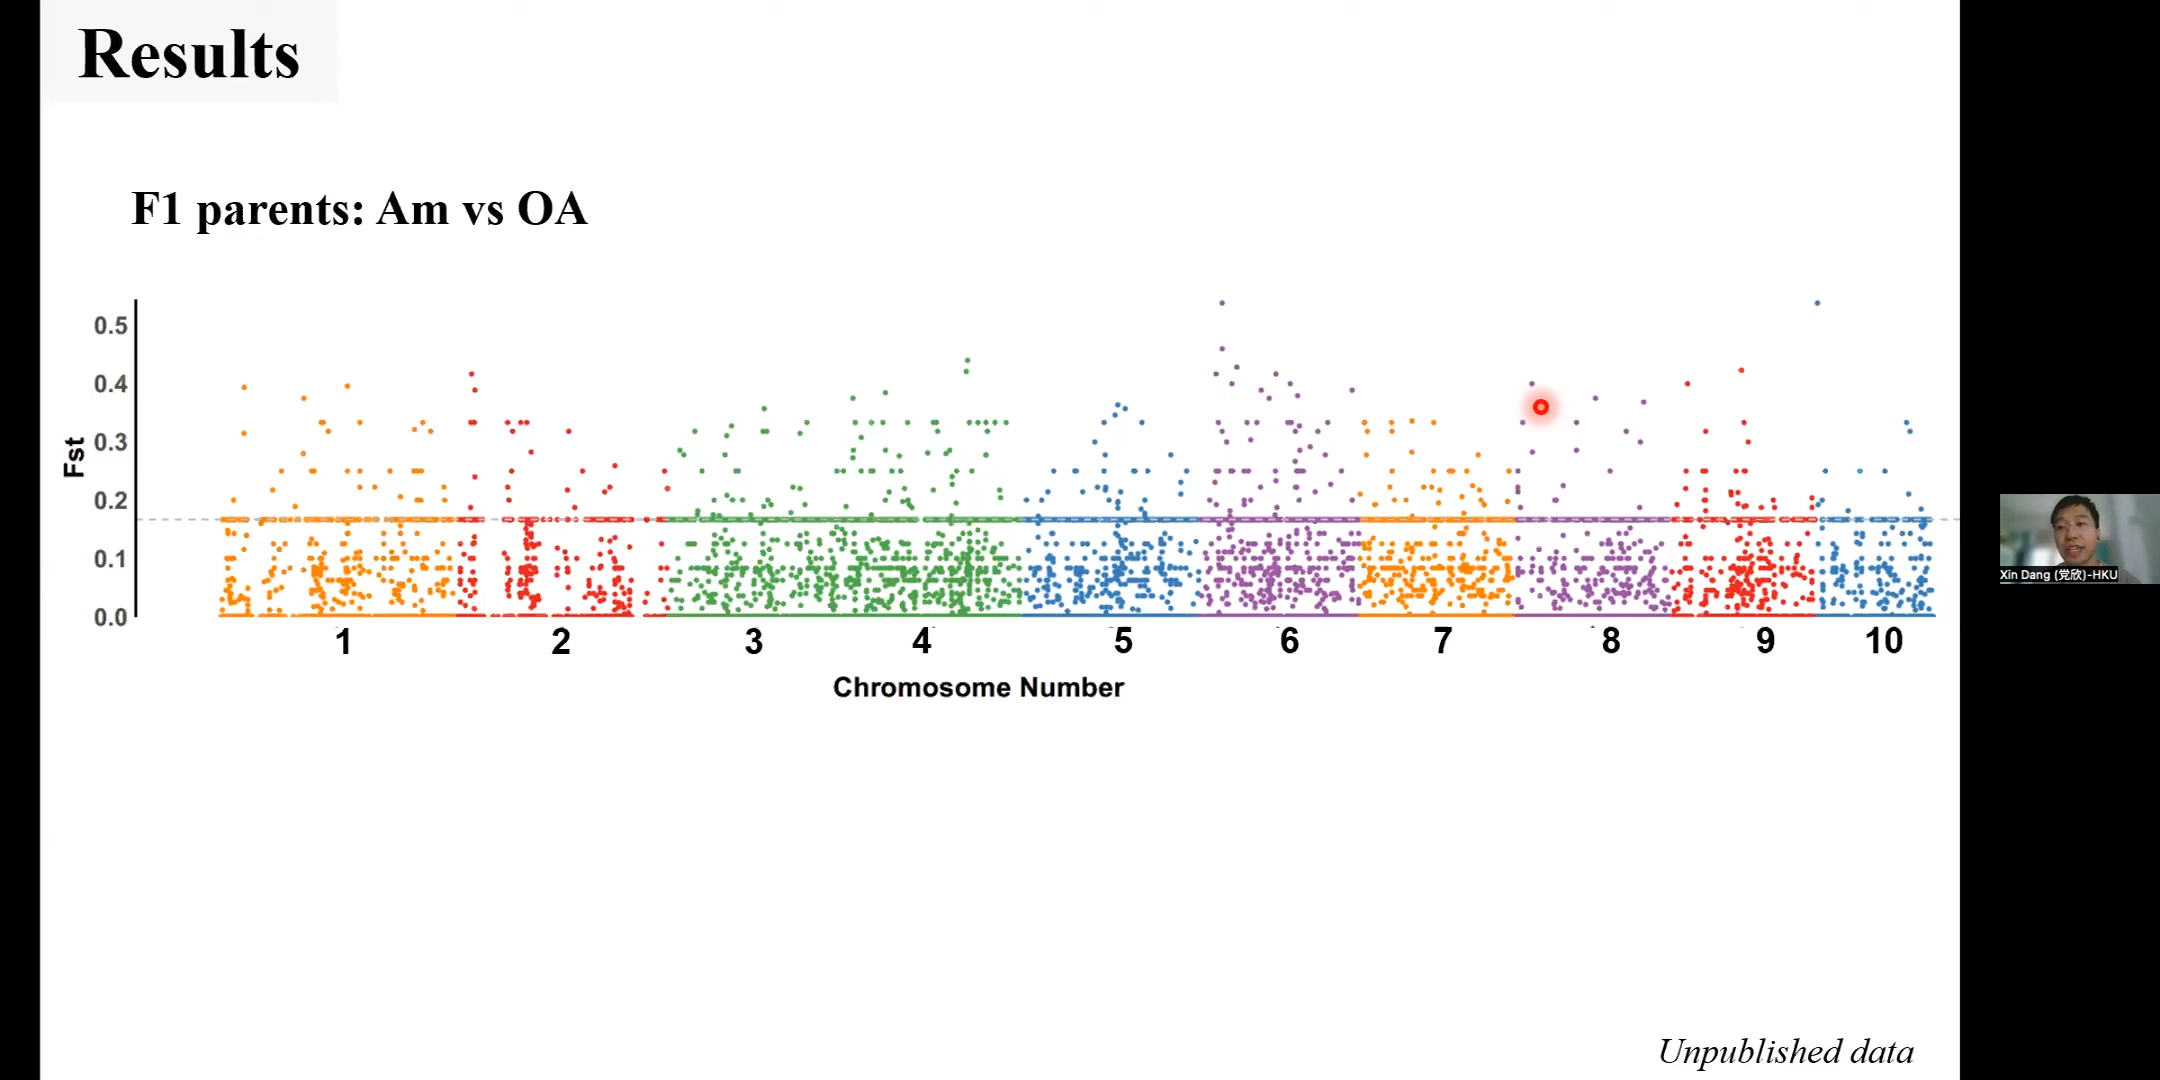 Results
F1 parents: Am vs OA
Fst
0.5
0.4
0.3
0.2
0.1
0.0
1 2 3 4 5 6 7 8 9 10
Chromosome Number
Xin Dang (党欣)-HKU
Unpublished data